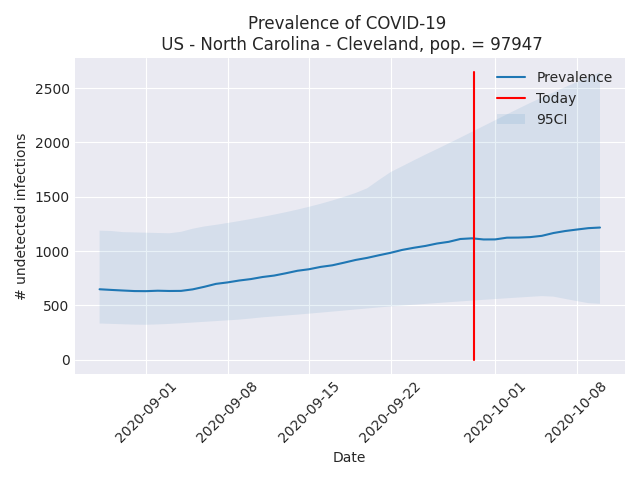 Prevalence of COVID-19
US - North Carolina - Cleveland, pop. = 97947
Prevalence
Today
95CI
# undetected infections
2500
2000
1500
1000
500
0
2020-09-01
2020-09-08
2020-09-15
2020-09-22
2020-10-01
2020-10-08
Date